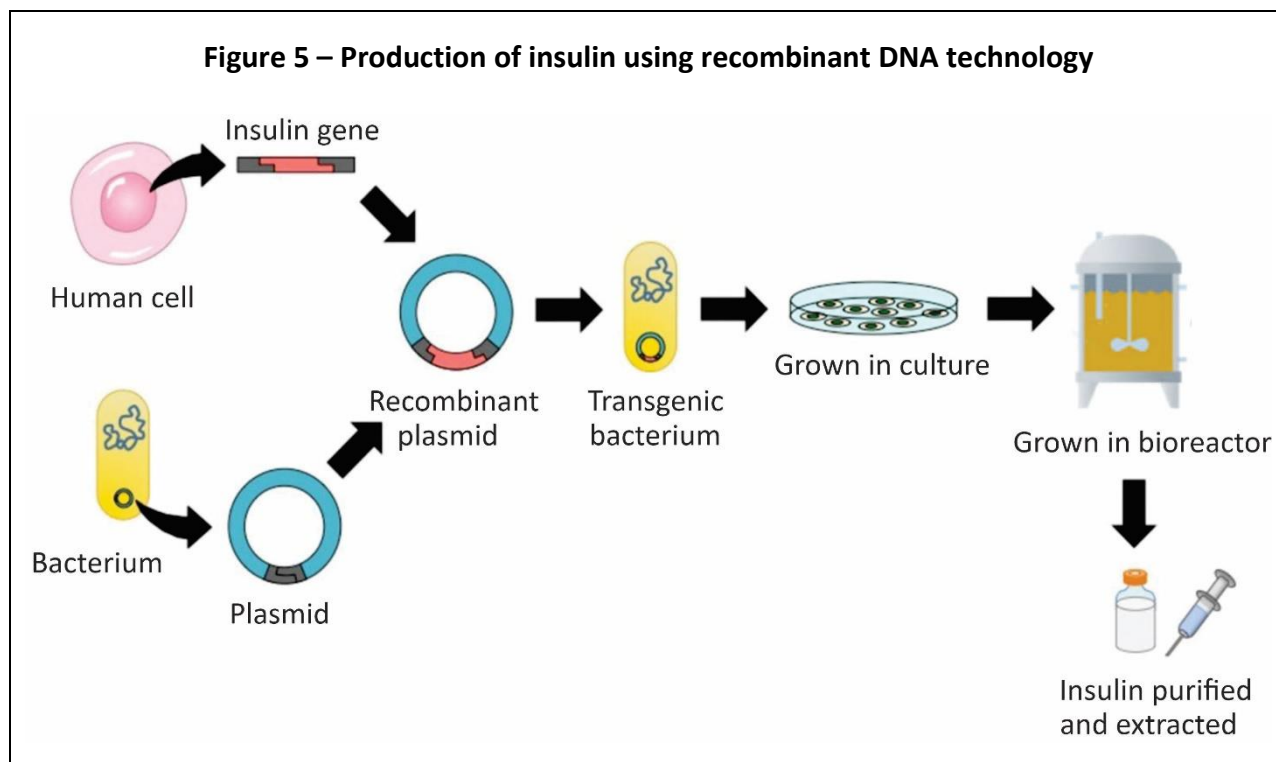 Figure 5 – Production of insulin using recombinant DNA technology
Insulin gene
Human cell
Bacterium
Plasmid
Recombinant
plasmid
Transgenic
bacterium
Grown in culture
Grown in bioreactor
Insulin purified
and extracted